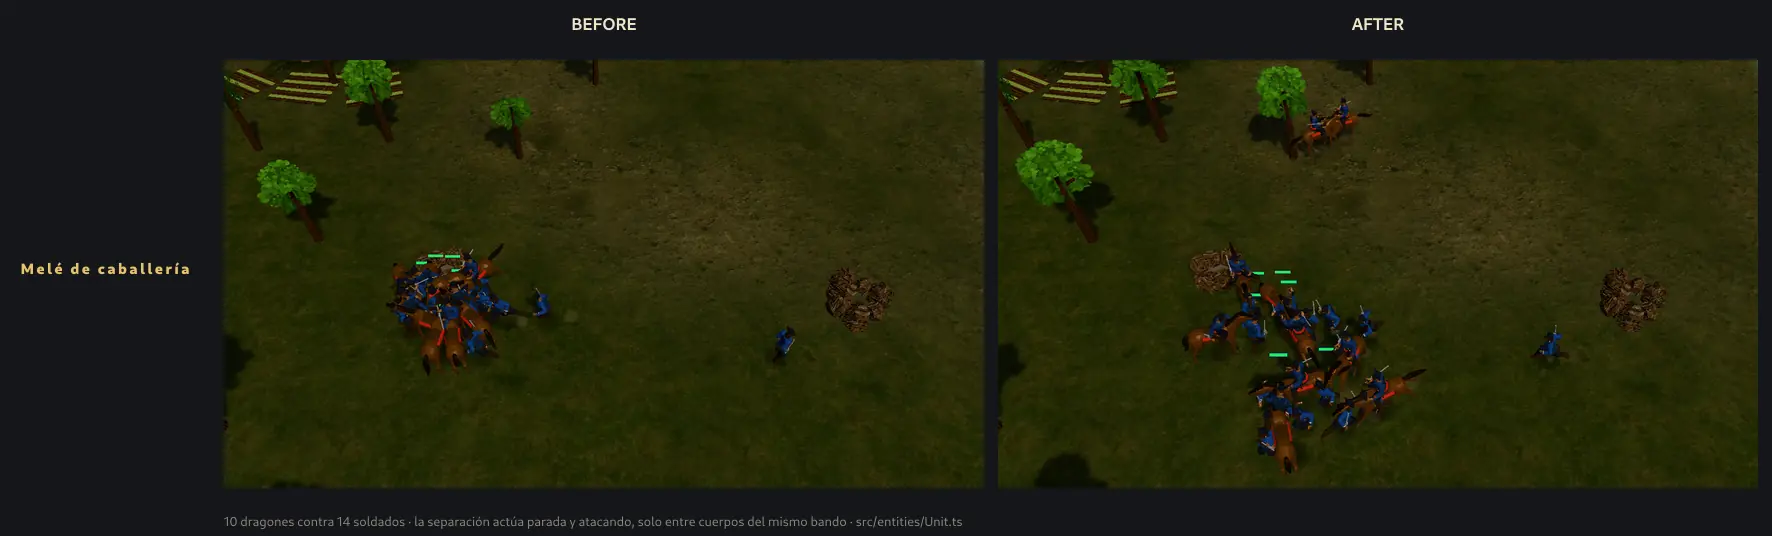 BEFORE
AFTER
Melé de caballería
10 dragones contra 14 soldados · la separación actúa parada y atacando, solo entre cuerpos del mismo bando · src/entities/Unit.ts